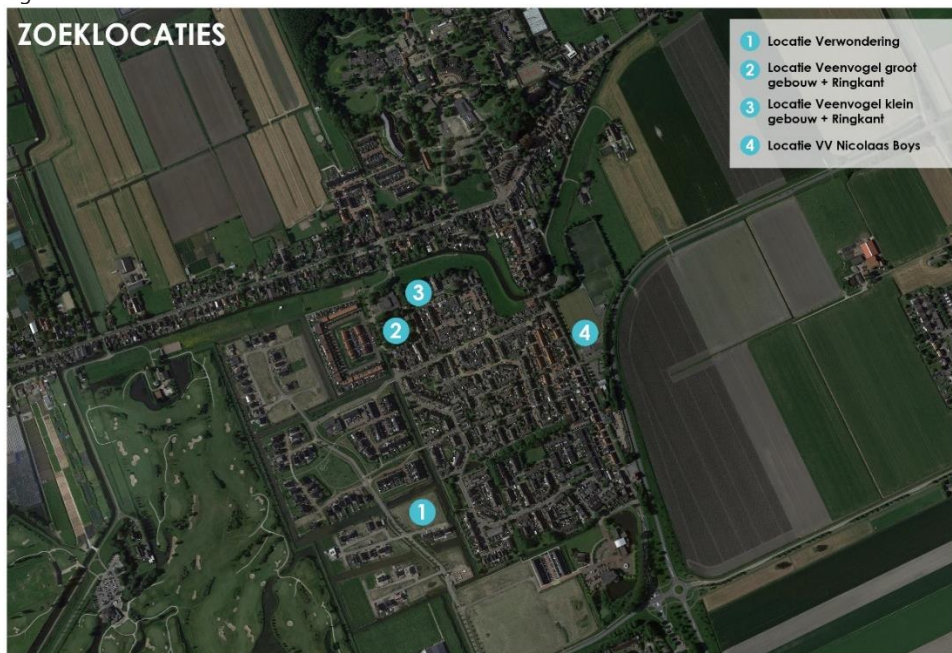 ZOEKLOCATIES
1 Locatie Verwondering
2 Locatie Veenvogel groot
gebouw + Ringkant
3 Locatie Veenvogel klein
gebouw + Ringkant
4 Locatie VV Nicolaas Boys
3
2
4
1